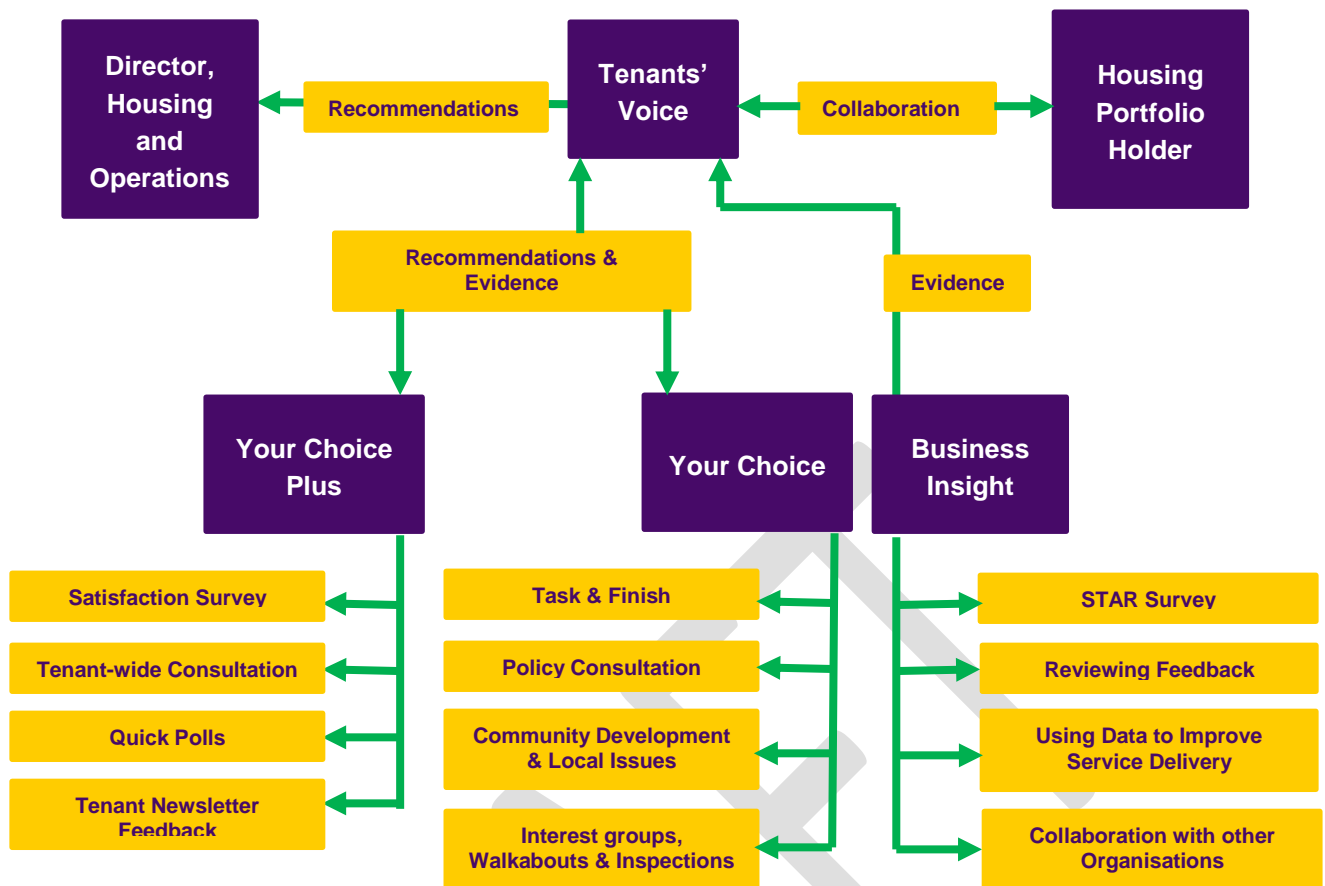 Director,
Housing
and
Operations
Recommendations
Tenants'
Voice
Collaboration
Housing
Portfolio
Holder
Recommendations &
Evidence
Evidence
Your Choice
Plus
Your Choice
Business
Insight
Satisfaction Survey
Tenant-wide Consultation
Quick Polls
Tenant Newsletter
Feedback
Task & Finish
Policy Consultation
Community Development
& Local Issues
Interest groups,
Walkabouts & Inspections
STAR Survey
Reviewing Feedback
Using Data to Improve
Service Delivery
Collaboration with other
Organisations